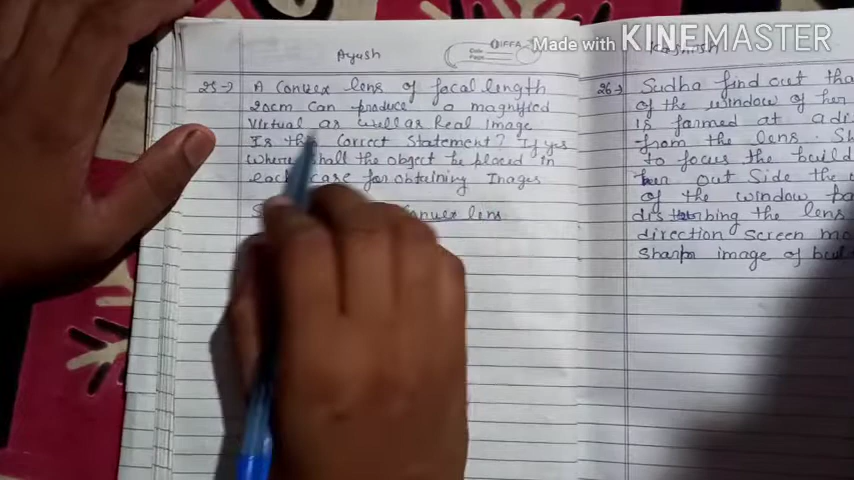 Made with KINEMASTER
DIFFA
Ayush
Kashish
25→ A Convex lens of focal length
20cm can produce a magnified
Virtual as well as Real Image
Is this Correct Statement? If yes
where shall the object be placed in
each case for obtaining Images
Convex lens
26→ Sudha find out tha
of the window of her
is formed at a di
from the lens. Sh
to focus the build
her out Side the
of the window
disturbing the lens
direction Screen mo
Sharp image of buil